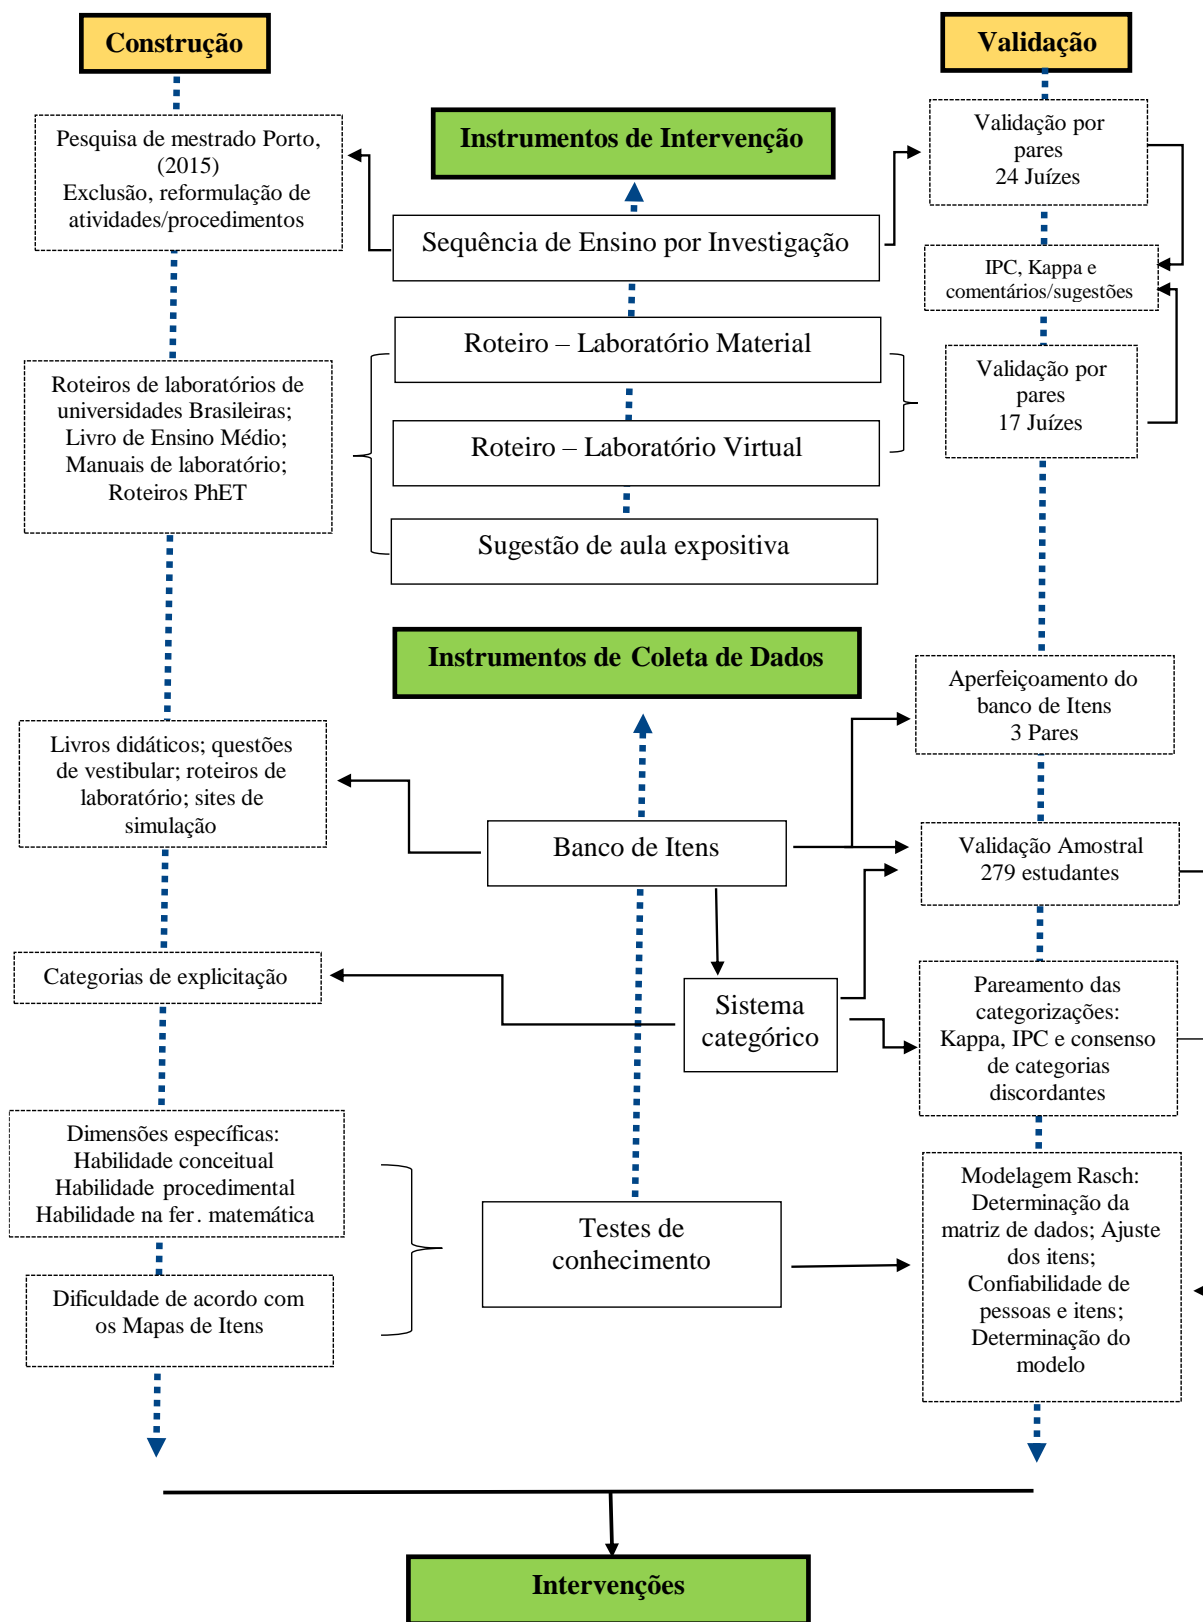 Construção
Validação
Instrumentos de Intervenção
Pesquisa de mestrado Porto,
(2015)
Exclusão, reformulação de
atividades/procedimentos
Validação por
pares
24 Juízes
Sequência de Ensino por Investigação
IPC, Kappa e
comentários/sugestões
Roteiro – Laboratório Material
Roteiros de laboratórios de
universidades Brasileiras;
Livro de Ensino Médio;
Manuais de laboratório;
Roteiros PhET
Validação por
pares
17 Juízes
Roteiro – Laboratório Virtual
Sugestão de aula expositiva
Instrumentos de Coleta de Dados
Aperfeiçoamento do
banco de Itens
3 Pares
Livros didáticos; questões
de vestibular; roteiros de
laboratório; sites de
simulação
Banco de Itens
Validação Amostral
279 estudantes
Categorias de explicitação
Sistema
categórico
Pareamento das
categorizações:
Kappa, IPC e consenso
de categorias
discordantes
Dimensões específicas:
Habilidade conceitual
Habilidade procedimental
Habilidade na fer. matemática
Testes de
conhecimento
Modelagem Rasch:
Determinação da
matriz de dados; Ajuste
dos itens;
Confiabilidade de
pessoas e itens;
Determinação do
modelo
Dificuldade de acordo com
os Mapas de Itens
Intervenções